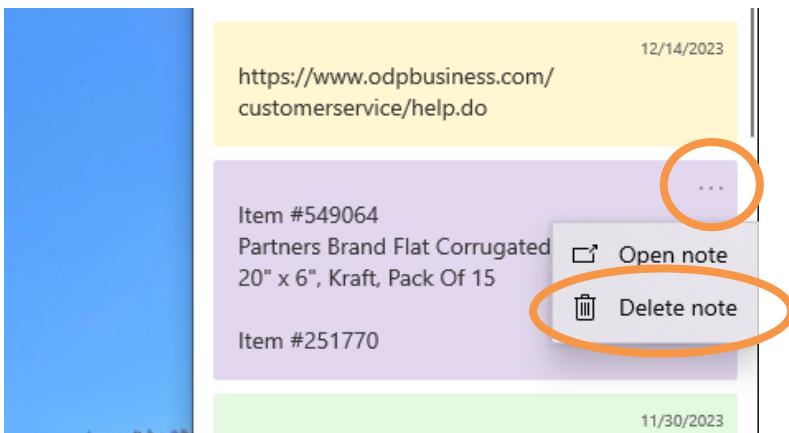 12/14/2023
https://www.odpbusiness.com/
customerservice/help.do
...
Item #549064
Partners Brand Flat Corrugated
20" x 6", Kraft, Pack Of 15
Item #251770
Open note
Delete note
11/30/2023